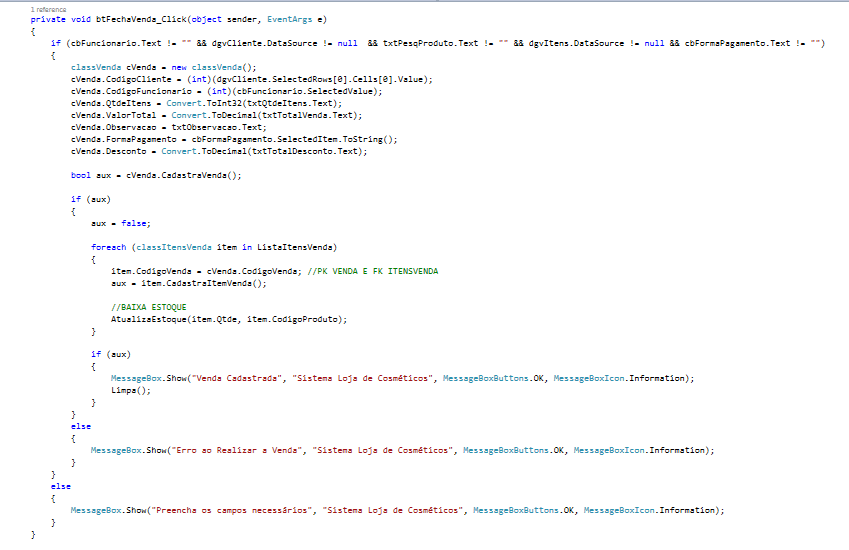 1 reference
private void btFechaVenda_Click(object sender, EventArgs e)
{
if (cbFuncionario.Text != "" && dgvCliente.DataSource != null  && txtPesqProduto.Text != "" && dgvItens.DataSource != null && cbFormaPagamento.Text != "")
{
classVenda cVenda = new classVenda();
cVenda.CodigoCliente = (int)(dgvCliente.SelectedRows[0].Cells[0].Value);
cVenda.CodigoFuncionario = (int)(cbFuncionario.SelectedValue);
cVenda.QtdeItens = Convert.ToInt32(txtQtdeItens.Text);
cVenda.ValorTotal = Convert.ToDecimal(txtTotalVenda.Text);
cVenda.Observacao = txtObservacao.Text;
cVenda.FormaPagamento = cbFormaPagamento.SelectedItem.ToString();
cVenda.Desconto = Convert.ToDecimal(txtTotalDesconto.Text);
bool aux = cVenda.CadastraVenda();
if (aux)
{
aux = false;
foreach (classItensVenda item in ListaItensVenda)
{
item.CodigoVenda = cVenda.CodigoVenda; //PK VENDA E FK ITENSVENDA
aux = item.CadastraItemVenda();
//BAIXA ESTOQUE
AtualizaEstoque(item.Qtde, item.CodigoProduto);
}
if (aux)
{
MessageBox.Show("Venda Cadastrada", "Sistema Loja de Cosméticos", MessageBoxButtons.OK, MessageBoxIcon.Information);
Limpa();
}
}
else
{
MessageBox.Show("Erro ao Realizar a Venda", "Sistema Loja de Cosméticos", MessageBoxButtons.OK, MessageBoxIcon.Information);
}
}
else
{
MessageBox.Show("Preencha os campos necessários", "Sistema Loja de Cosméticos", MessageBoxButtons.OK, MessageBoxIcon.Information);
}
}